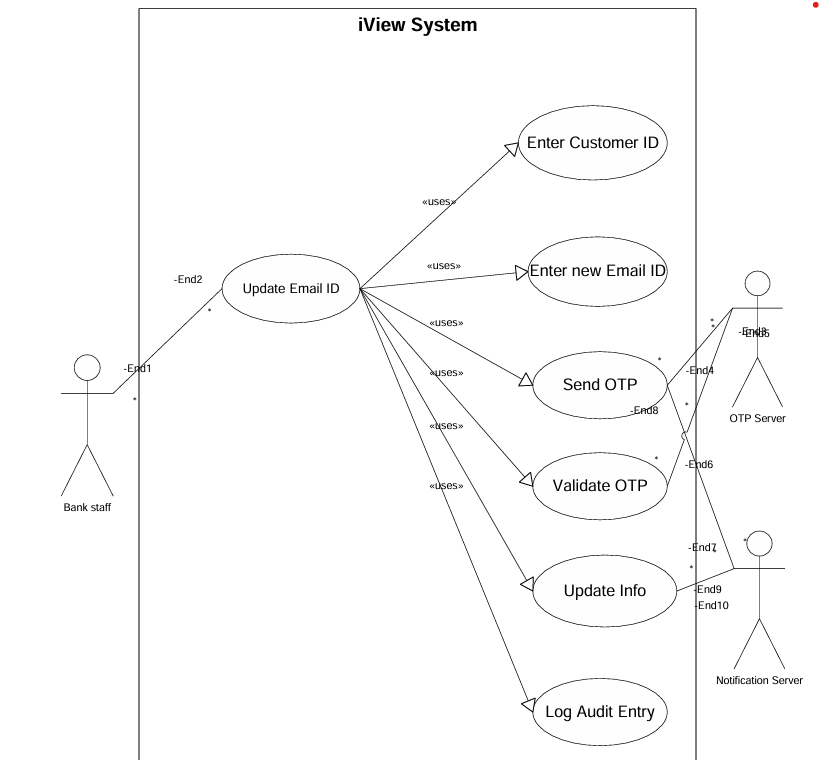 iView System
Enter Customer ID
«uses»
«uses»
Enter new Email ID
-End2
Update Email ID
*
«uses»
*
*
-End3
-End5
-End1
*
-End4
«uses»
Send OTP
*
*
-End8
OTP Server
«uses»
*
-End6
«uses»
Validate OTP
Bank staff
-End7
*
*
*
Update Info
-End9
-End10
Notification Server
Log Audit Entry